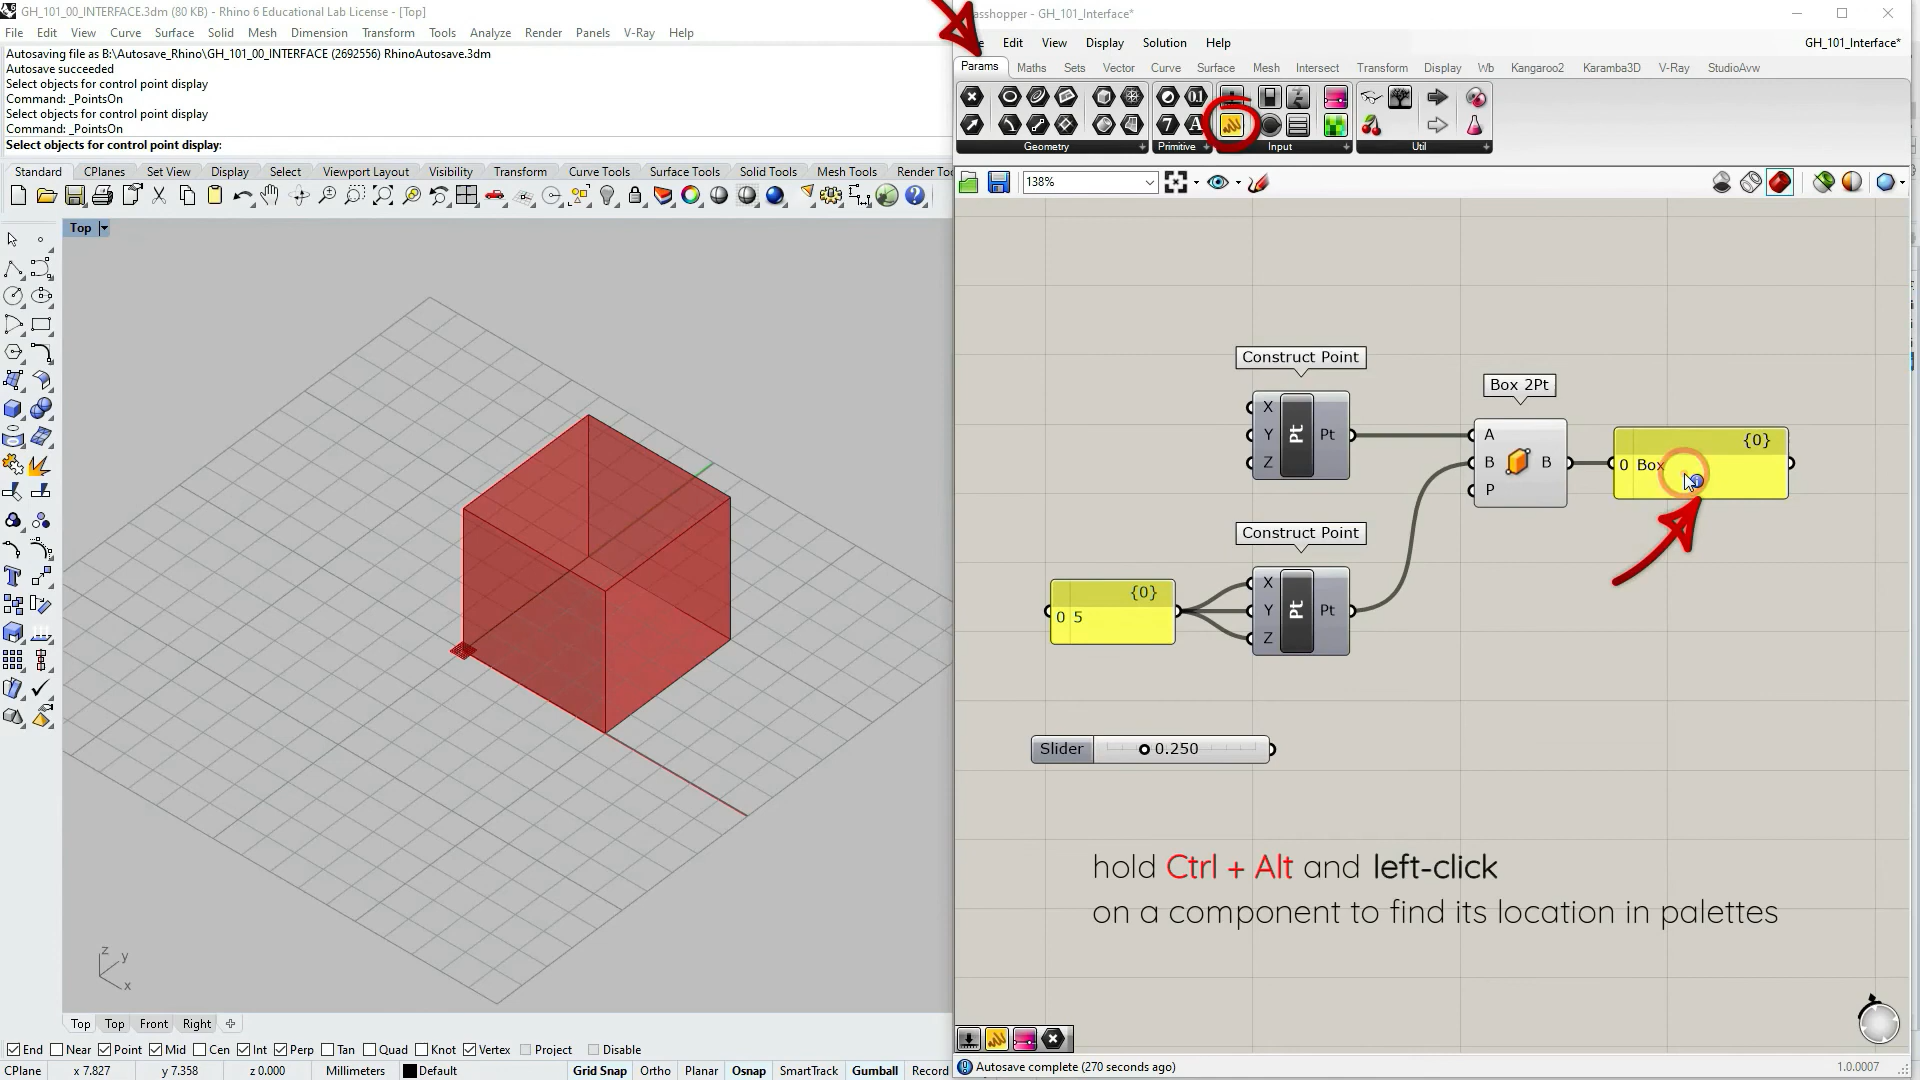 GH_101_00_INTERFACE.3dm (80 KB) - Rhino 6 Educational Lab License - [Top]
File Edit View Curve Surface Solid Mesh Dimension Transform Tools Analyze Render Panels V-Ray Help
Autosaving file as B:\Autosave_Rhino\GH_101_00_INTERFACE (2692556) RhinoAutosave.3dm
Autosave succeeded
Select objects for control point display
Command: _PointsOn
Select objects for control point display
Command: _PointsOn
Select objects for control point display:
Standard CPlanes Set View Display Select Viewport Layout Visibility Transform Curve Tools Surface Tools Solid Tools Mesh Tools Render Too
Top
z
y
x
Top Top Front Right
End Near Point Mid Cen Int Perp Tan Quad Knot Vertex Project Disable
CPlane x 7.827 y 7.358 z 0.000 Millimeters Default Grid Snap Ortho Planar Osnap SmartTrack Gumball Record
sshopper - GH_101_Interface*
e Edit View Display Solution Help GH_101_Interface*
Params Maths Sets Vector Curve Surface Mesh Intersect Transform Display Wb Kangaroo2 Karamba3D V-Ray StudioAvw
Geometry Primitive Input Util
138%
Construct Point
X
Y
Z
Pt
Pt
Box 2Pt
A
B
P
B
{0}
0 Box
Construct Point
X
Y
Z
Pt
Pt
{0}
0 5
Slider 0.250
hold Ctrl + Alt and left-click
on a component to find its location in palettes
Autosave complete (270 seconds ago) 1.0.0007